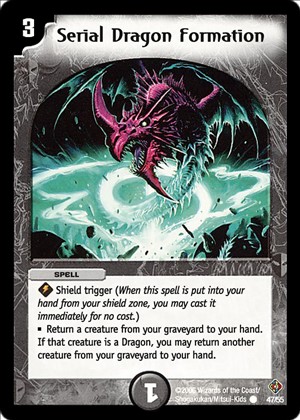 3
Serial Dragon Formation
SPELL
Shield trigger (When this spell is put into your
hand from your shield zone, you may cast it
immediately for no cost.)
▪ Return a creature from your graveyard to your hand.
If that creature is a Dragon, you may return another
creature from your graveyard to your hand.
1
©2006 Wizards of the Coast/
Shogakukan/Mitsui-Kids
47/55